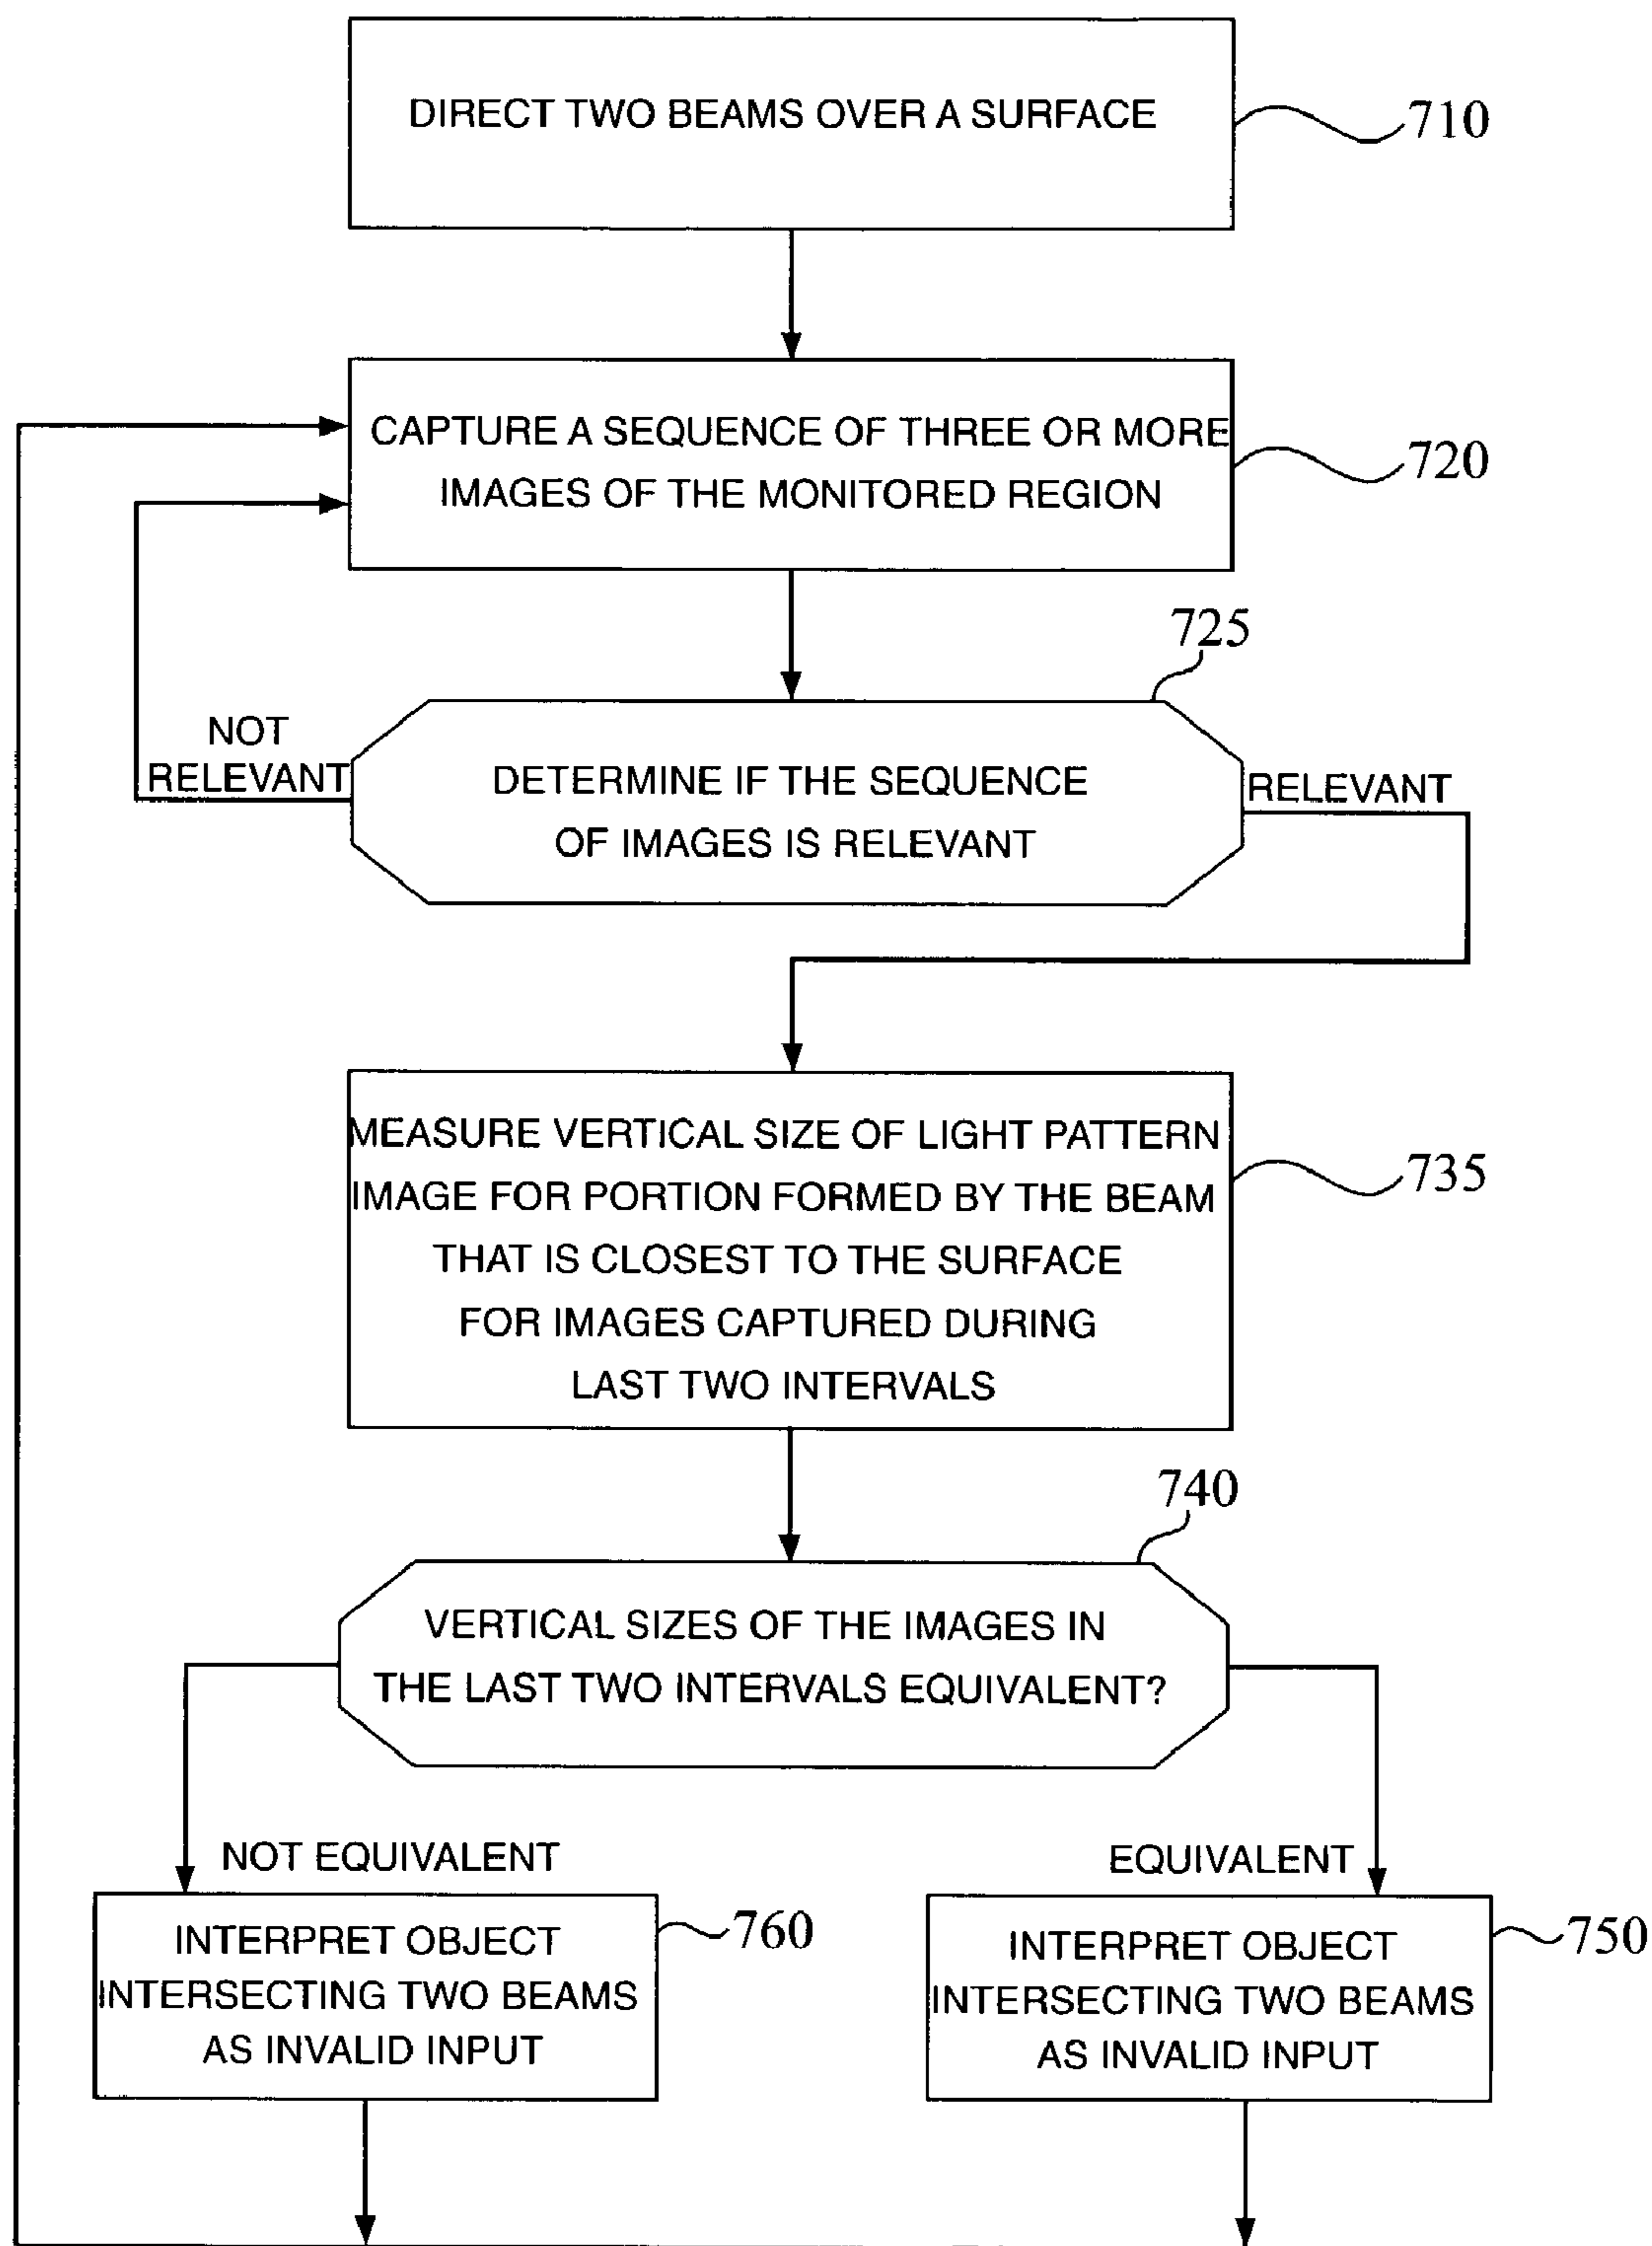 DIRECT TWO BEAMS OVER A SURFACE
710
CAPTURE A SEQUENCE OF THREE OR MORE
IMAGES OF THE MONITORED REGION
720
725
NOT
RELEVANT
DETERMINE IF THE SEQUENCE
OF IMAGES IS RELEVANT
RELEVANT
MEASURE VERTICAL SIZE OF LIGHT PATTERN
IMAGE FOR PORTION FORMED BY THE BEAM
THAT IS CLOSEST TO THE SURFACE
FOR IMAGES CAPTURED DURING
LAST TWO INTERVALS
735
740
VERTICAL SIZES OF THE IMAGES IN
THE LAST TWO INTERVALS EQUIVALENT?
NOT EQUIVALENT
EQUIVALENT
INTERPRET OBJECT
INTERSECTING TWO BEAMS
AS INVALID INPUT
760
INTERPRET OBJECT
INTERSECTING TWO BEAMS
AS INVALID INPUT
750